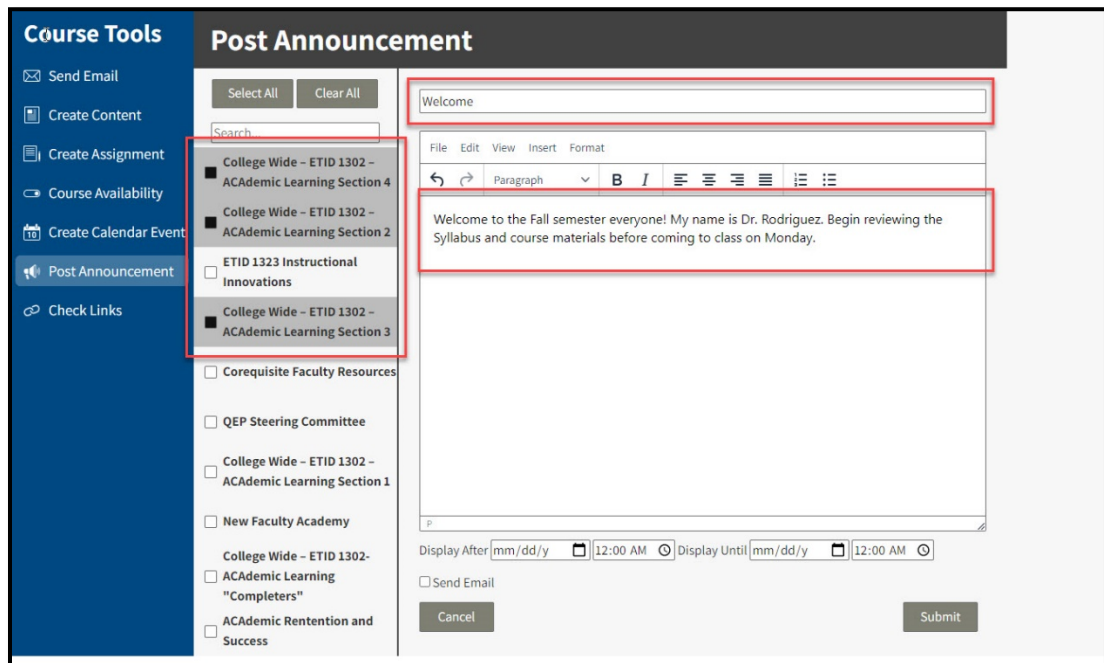 Course Tools
Send Email
Create Content
Create Assignment
Course Availability
10 Create Calendar Event
Post Announcement
Check Links
Post Announcement
Select All Clear All
Search...
College Wide – ETID 1302 –
ACAdemic Learning Section 4
College Wide – ETID 1302 –
ACAdemic Learning Section 2
ETID 1323 Instructional
Innovations
College Wide – ETID 1302 –
ACAdemic Learning Section 3
Corequisite Faculty Resources
QEP Steering Committee
College Wide – ETID 1302 –
ACAdemic Learning Section 1
New Faculty Academy
College Wide – ETID 1302-
ACAdemic Learning
"Completers"
ACAdemic Rentention and
Success
Welcome
File Edit View Insert Format
Paragraph B I
Welcome to the Fall semester everyone! My name is Dr. Rodriguez. Begin reviewing the
Syllabus and course materials before coming to class on Monday.
P
Display After mm/dd/y 12:00 AM Display Until mm/dd/y 12:00 AM
Send Email
Cancel Submit